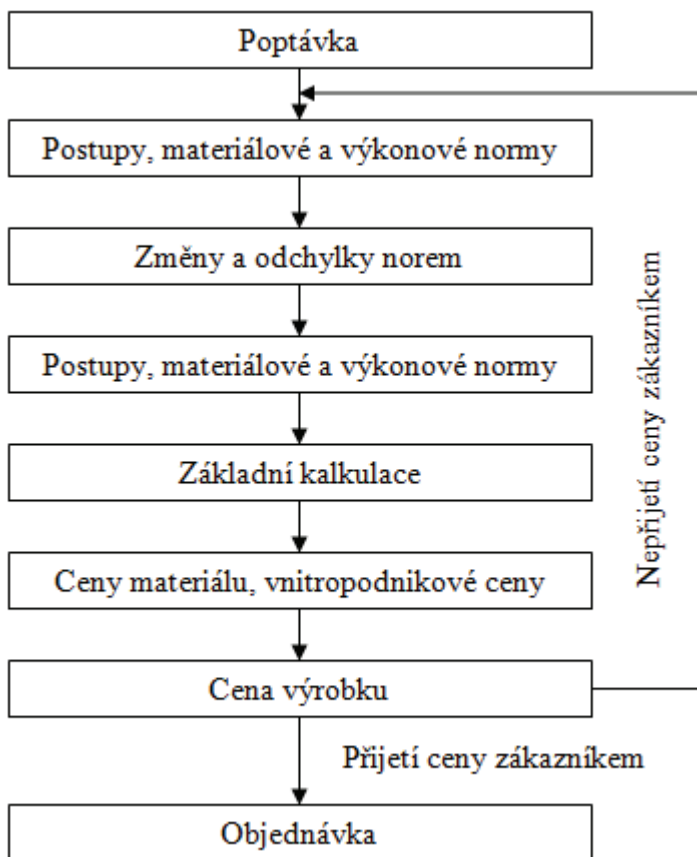 Poptávka
Postupy, materiálové a výkonové normy
Změny a odchylky norem
Postupy, materiálové a výkonové normy
Základní kalkulace
Ceny materiálu, vnitropodnikové ceny
Cena výrobku
Přijetí ceny zákazníkem
Objednávka
Nepřijetí ceny zákazníkem